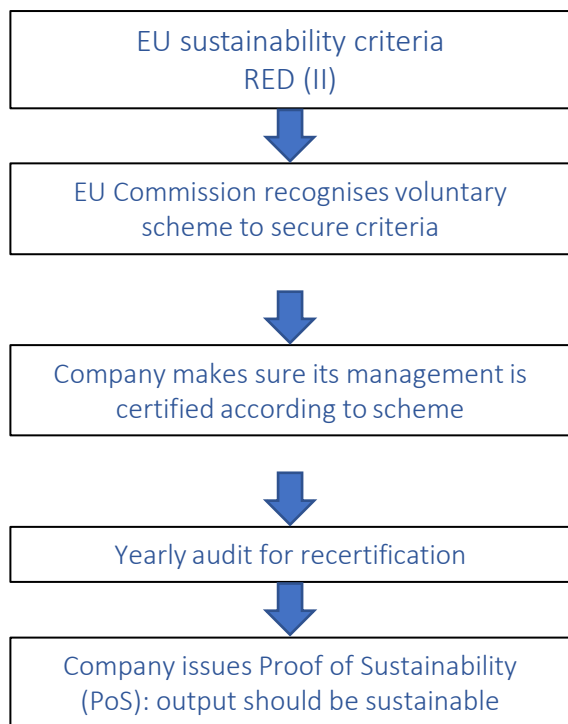 EU sustainability criteria
RED (II)
EU Commission recognises voluntary
scheme to secure criteria
Company makes sure its management is
certified according to scheme
Yearly audit for recertification
Company issues Proof of Sustainability
(PoS): output should be sustainable